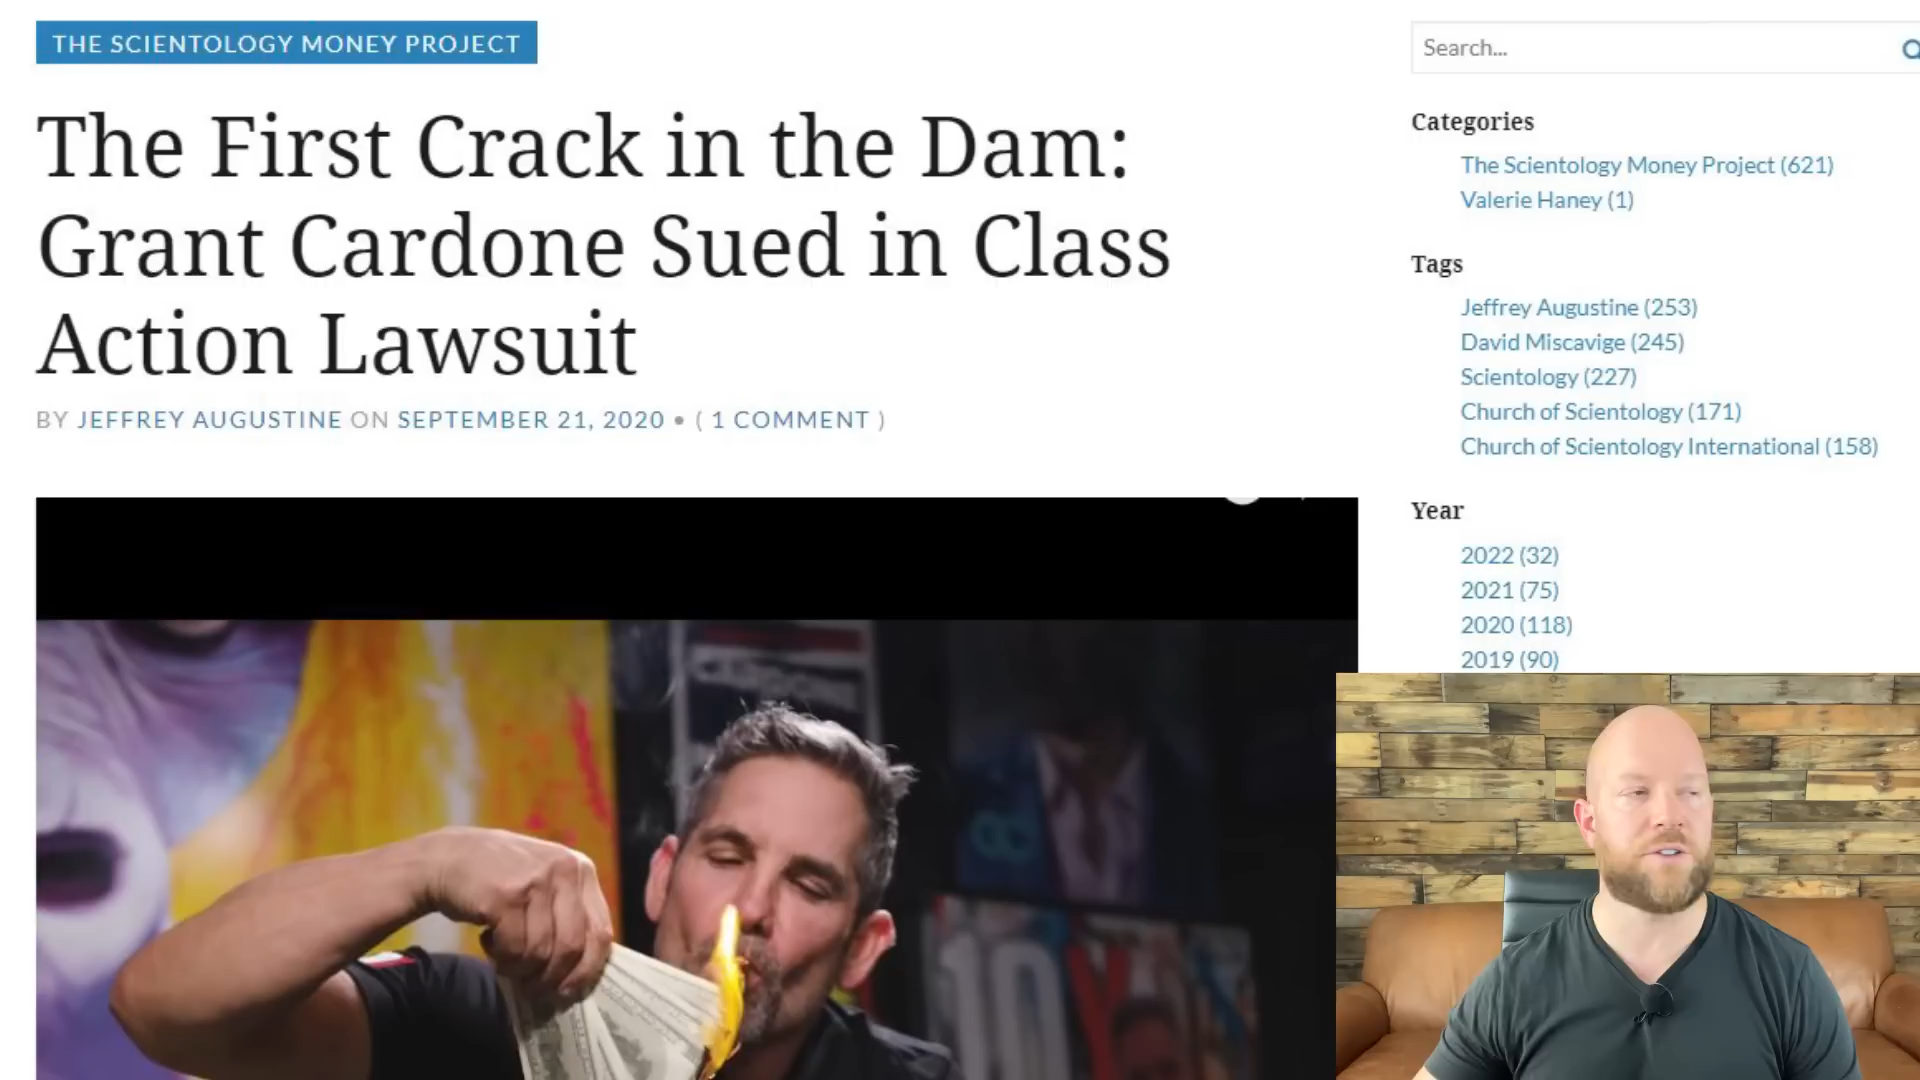 THE SCIENTOLOGY MONEY PROJECT
The First Crack in the Dam:
Grant Cardone Sued in Class
Action Lawsuit
BY JEFFREY AUGUSTINE ON SEPTEMBER 21, 2020 • ( 1 COMMENT )
Search...
Categories
The Scientology Money Project (621)
Valerie Haney (1)
Tags
Jeffrey Augustine (253)
David Miscavige (245)
Scientology (227)
Church of Scientology (171)
Church of Scientology International (158)
Year
2022 (32)
2021 (75)
2020 (118)
2019 (90)
10X